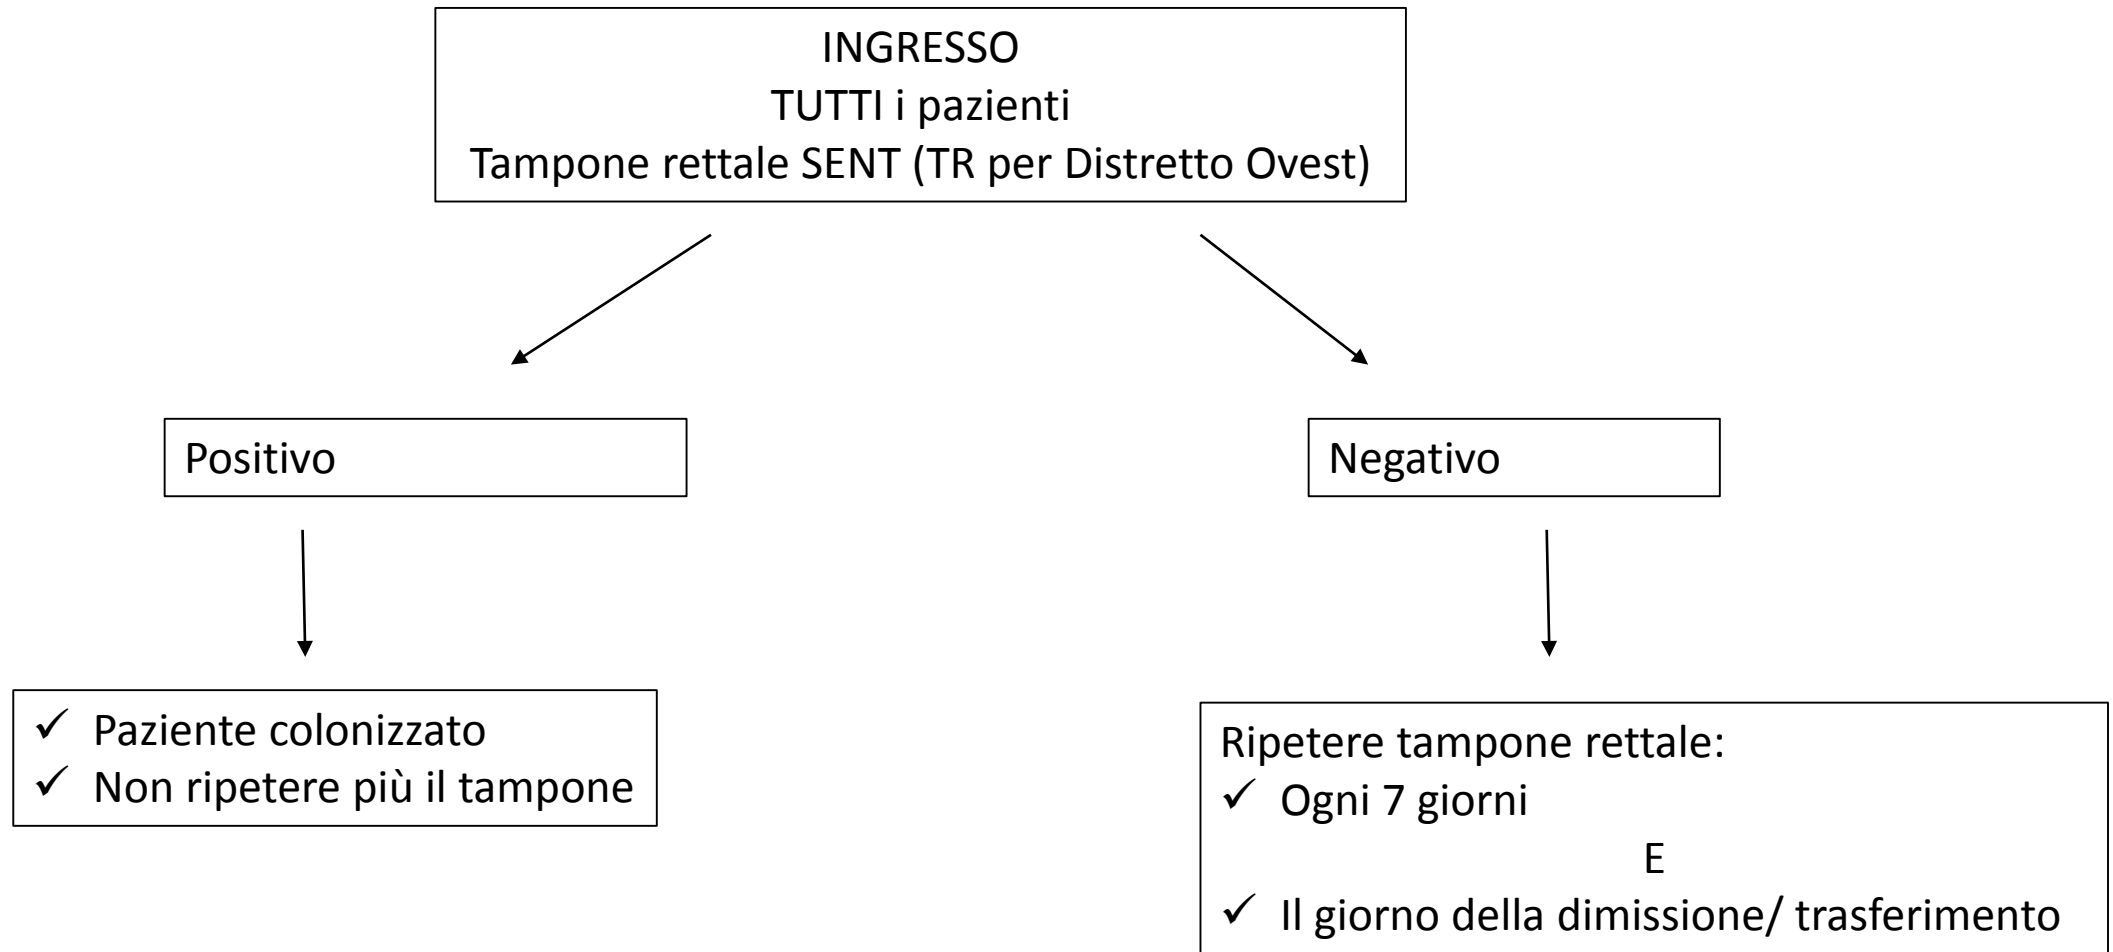 INGRESSO
TUTTI i pazienti
Tampone rettale SENT (TR per Distretto Ovest)
Positivo
Negativo
✓ Paziente colonizzato
✓ Non ripetere più il tampone
Ripetere tampone rettale:
✓ Ogni 7 giorni
E
✓ Il giorno della dimissione/ trasferimento